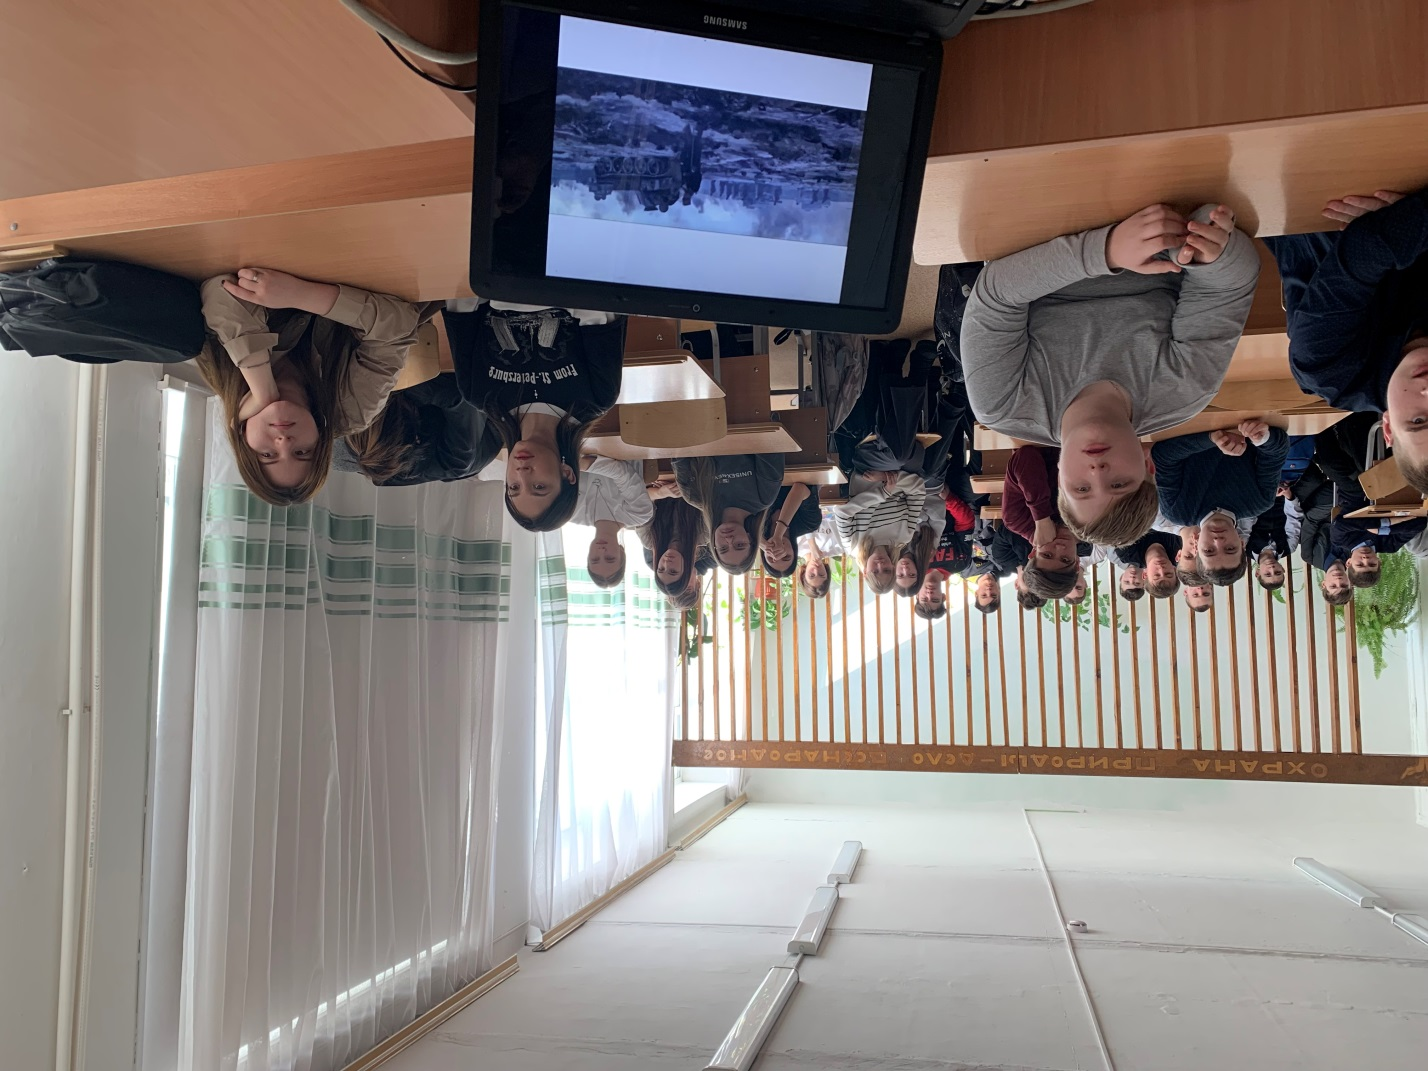 ОХРАНА ПРИРОДЫ – ДЕЛО ВСЕНАРОДНОЕ
From St.-Petersburg
SAMSUNG